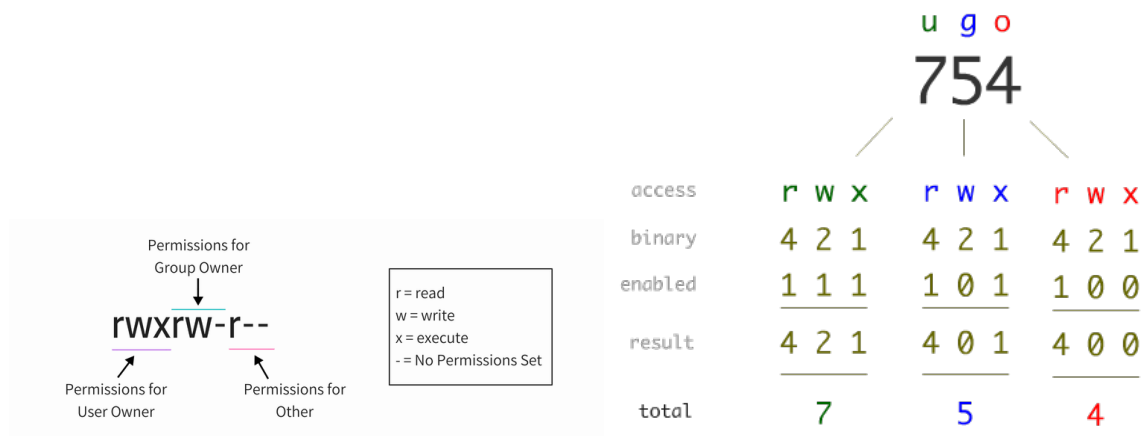 Permissions for
Group Owner
rwxrw-r--
Permissions for
User Owner
Permissions for
Other
r = read
w = write
x = execute
- = No Permissions Set
u g o
754
access r w x r w x r w x
binary 4 2 1 4 2 1 4 2 1
enabled 1 1 1 1 0 1 1 0 0
result 4 2 1 4 0 1 4 0 0
total 7 5 4